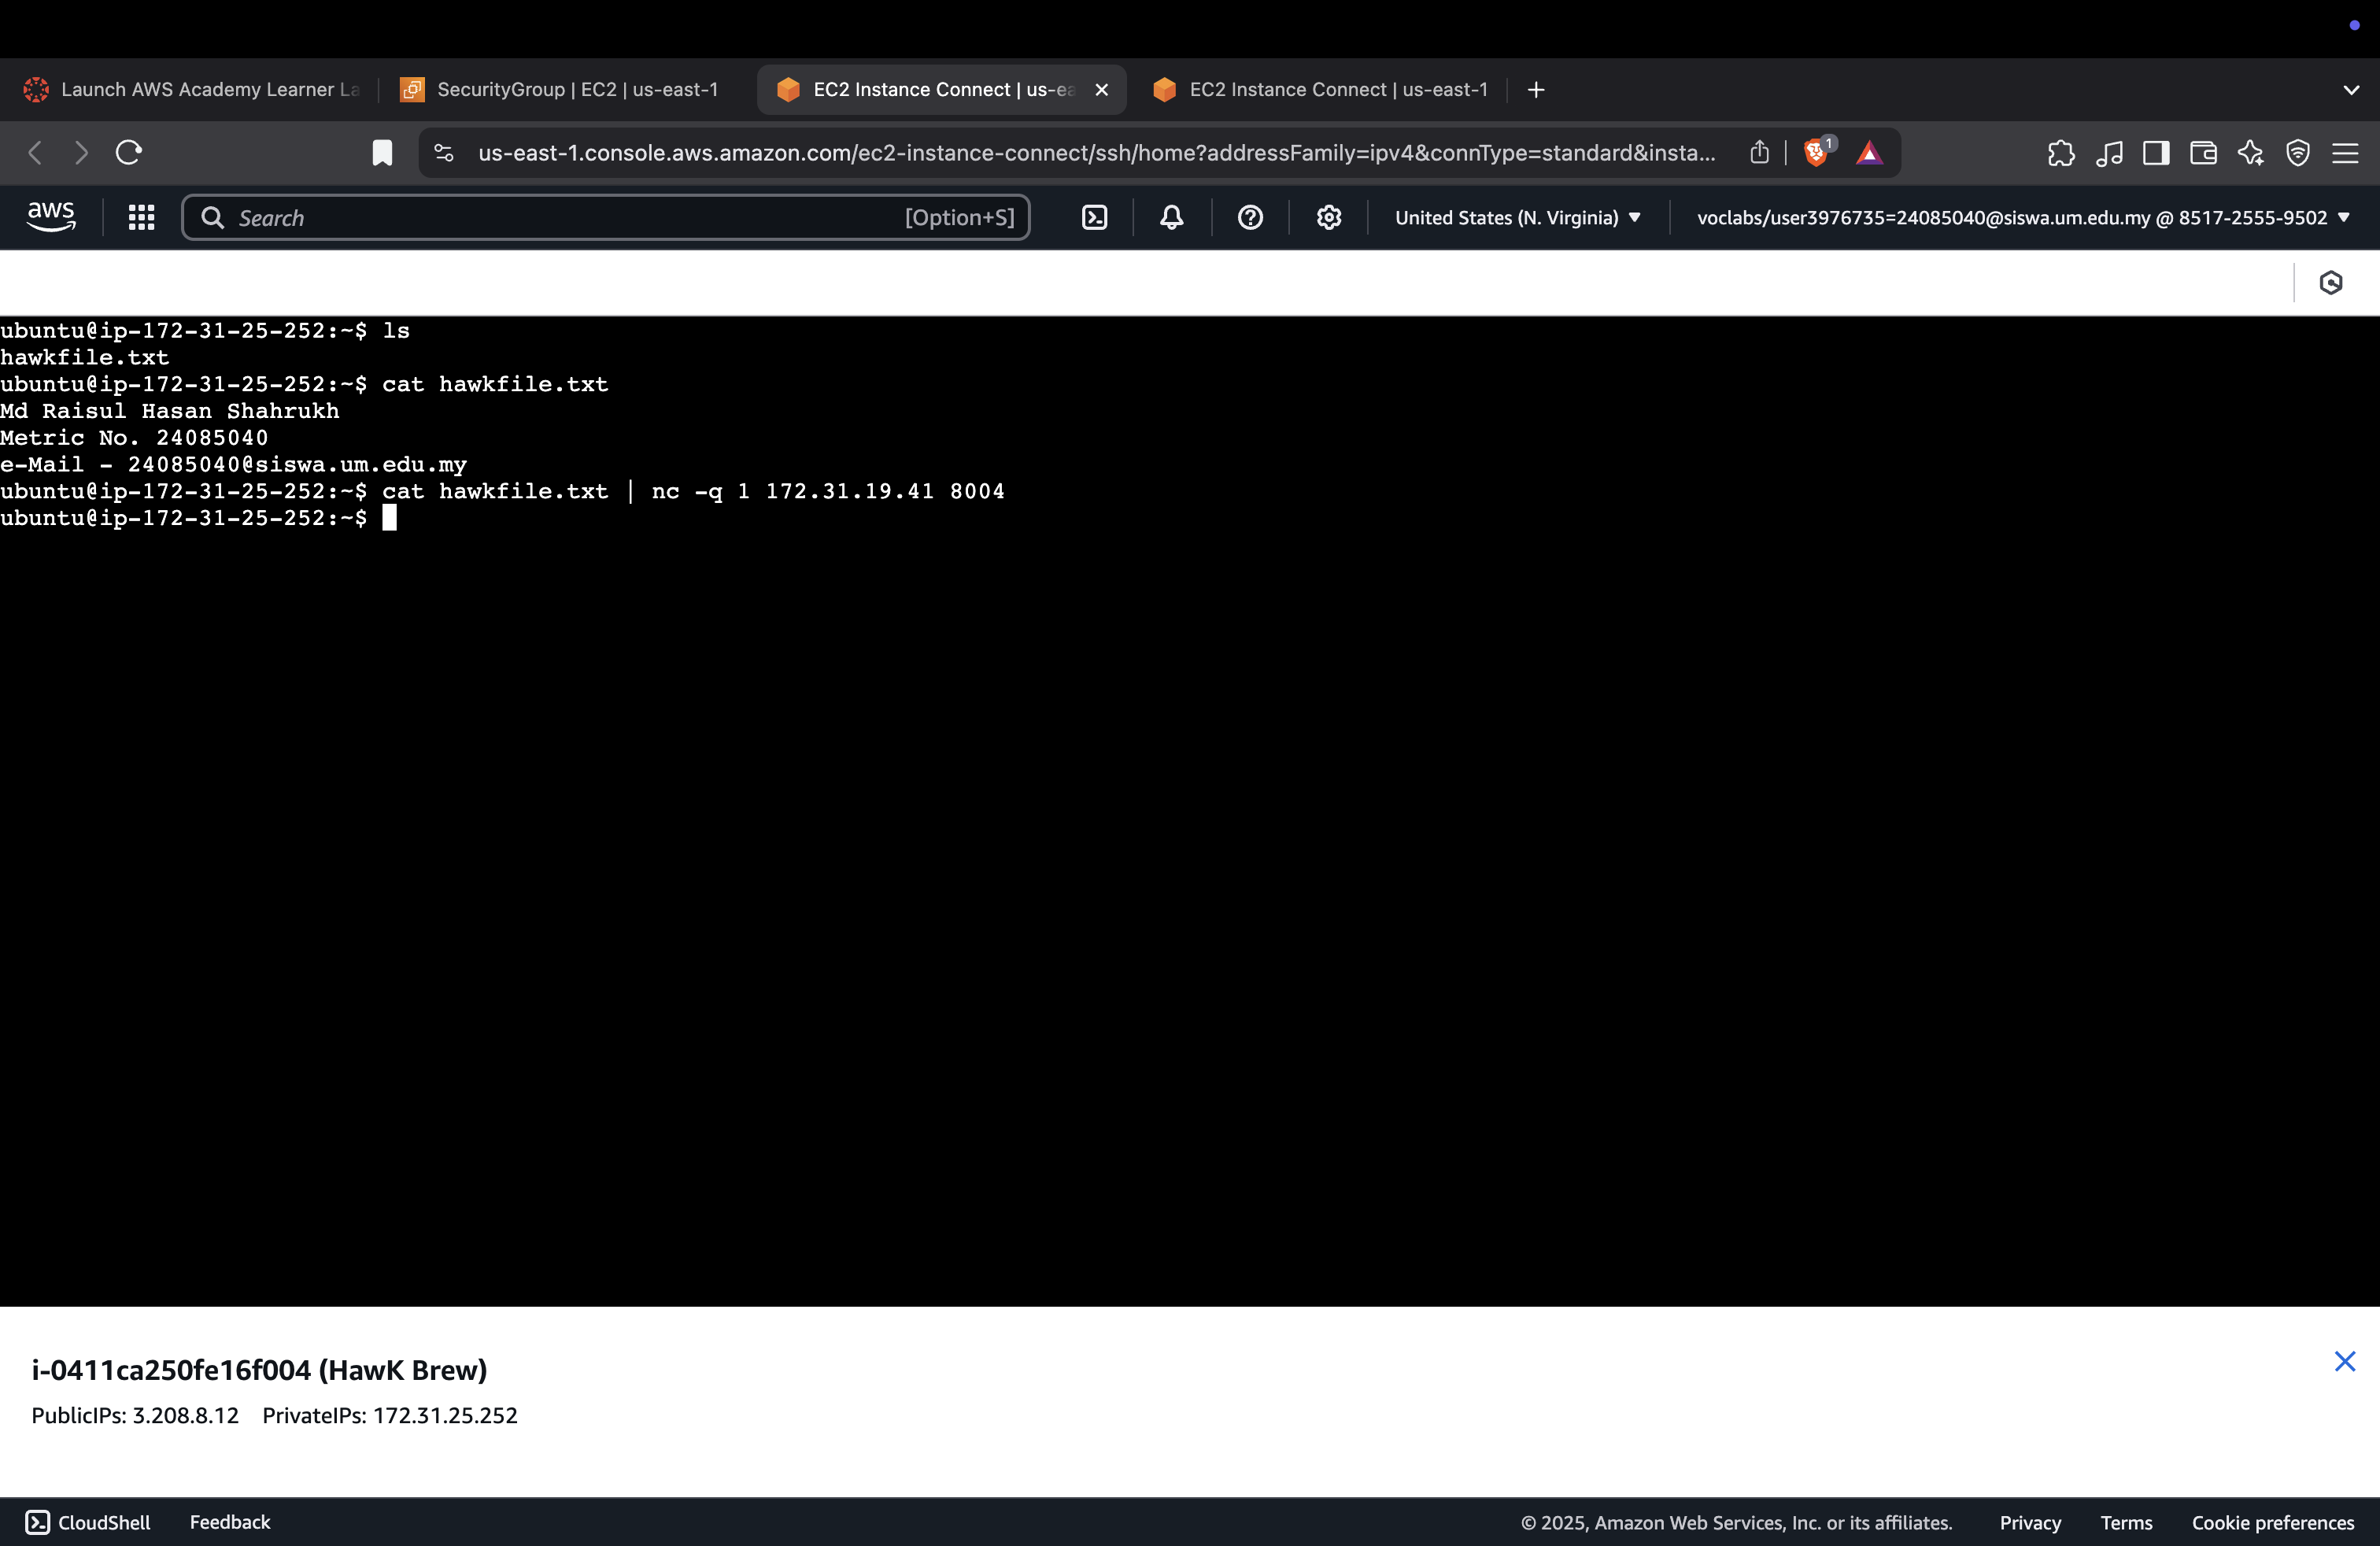 Launch AWS Academy Learner La
SecurityGroup | EC2 | us-east-1
EC2 Instance Connect | us-ea
EC2 Instance Connect | us-east-1
us-east-1.console.aws.amazon.com/ec2-instance-connect/ssh/home?addressFamily=ipv4&connType=standard&insta...
1
aws
Search
[Option+S]
United States (N. Virginia)
voclabs/user3976735=24085040@siswa.um.edu.my @ 8517-2555-9502
ubuntu@ip-172-31-25-252:~$ ls
hawkfile.txt
ubuntu@ip-172-31-25-252:~$ cat hawkfile.txt
Md Raisul Hasan Shahrukh
Metric No. 24085040
e-Mail - 24085040@siswa.um.edu.my
ubuntu@ip-172-31-25-252:~$ cat hawkfile.txt | nc -q 1 172.31.19.41 8004
ubuntu@ip-172-31-25-252:~$
i-0411ca250fe16f004 (HawK Brew)
PublicIPs: 3.208.8.12 PrivateIPs: 172.31.25.252
CloudShell
Feedback
© 2025, Amazon Web Services, Inc. or its affiliates.
Privacy
Terms
Cookie preferences